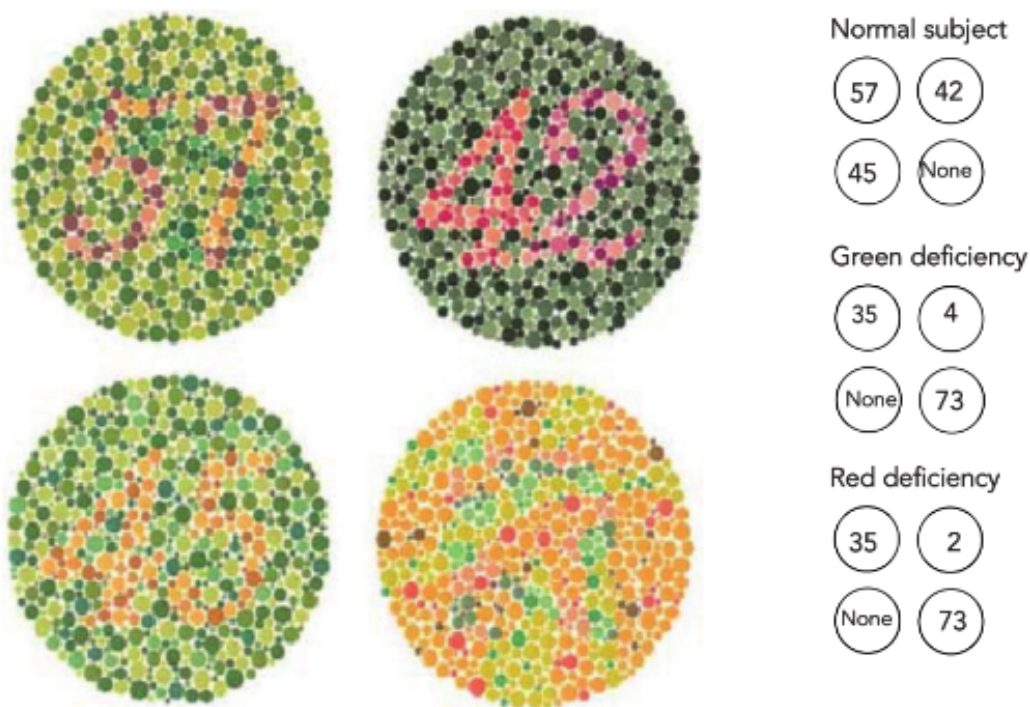 57
42
45
Normal subject
57 42
45 None
Green deficiency
35 4
None 73
Red deficiency
35 2
None 73